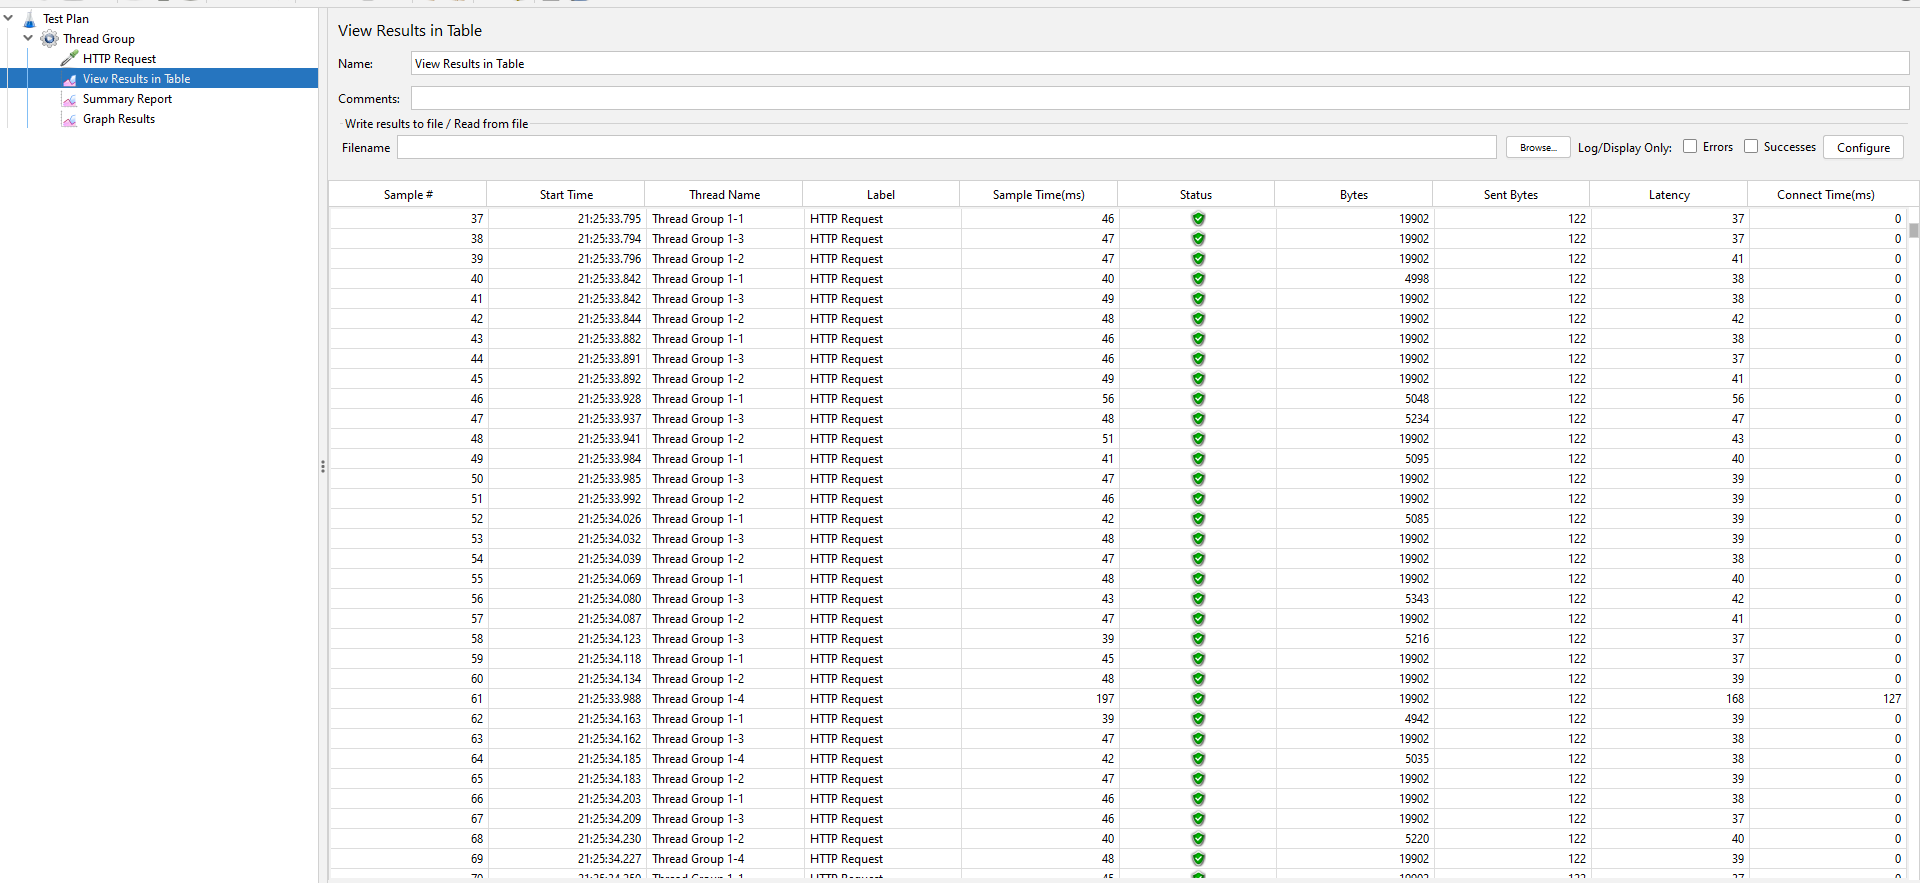 Test Plan
Thread Group
HTTP Request
View Results in Table
Summary Report
Graph Results
View Results in Table
Name: View Results in Table
Comments:
Write results to file / Read from file
Filename Browse... Log/Display Only: Errors Successes Configure
Sample # Start Time Thread Name Label Sample Time(ms) Status Bytes Sent Bytes Latency Connect Time(ms)
37 21:25:33.795 Thread Group 1-1 HTTP Request 46 19902 122 37 0
38 21:25:33.794 Thread Group 1-3 HTTP Request 47 19902 122 37 0
39 21:25:33.796 Thread Group 1-2 HTTP Request 47 19902 122 41 0
40 21:25:33.842 Thread Group 1-1 HTTP Request 40 4998 122 38 0
41 21:25:33.842 Thread Group 1-3 HTTP Request 49 19902 122 38 0
42 21:25:33.844 Thread Group 1-2 HTTP Request 48 19902 122 42 0
43 21:25:33.882 Thread Group 1-1 HTTP Request 46 19902 122 38 0
44 21:25:33.891 Thread Group 1-3 HTTP Request 46 19902 122 37 0
45 21:25:33.892 Thread Group 1-2 HTTP Request 49 19902 122 41 0
46 21:25:33.928 Thread Group 1-1 HTTP Request 56 5048 122 56 0
47 21:25:33.937 Thread Group 1-3 HTTP Request 48 5234 122 47 0
48 21:25:33.941 Thread Group 1-2 HTTP Request 51 19902 122 43 0
49 21:25:33.984 Thread Group 1-1 HTTP Request 41 5095 122 40 0
50 21:25:33.985 Thread Group 1-3 HTTP Request 47 19902 122 39 0
51 21:25:33.992 Thread Group 1-2 HTTP Request 46 19902 122 39 0
52 21:25:34.026 Thread Group 1-1 HTTP Request 42 5085 122 39 0
53 21:25:34.032 Thread Group 1-3 HTTP Request 48 19902 122 39 0
54 21:25:34.039 Thread Group 1-2 HTTP Request 47 19902 122 38 0
55 21:25:34.069 Thread Group 1-1 HTTP Request 48 19902 122 40 0
56 21:25:34.080 Thread Group 1-3 HTTP Request 43 5343 122 42 0
57 21:25:34.087 Thread Group 1-2 HTTP Request 47 19902 122 41 0
58 21:25:34.123 Thread Group 1-3 HTTP Request 39 5216 122 37 0
59 21:25:34.118 Thread Group 1-1 HTTP Request 45 19902 122 37 0
60 21:25:34.134 Thread Group 1-2 HTTP Request 48 19902 122 39 0
61 21:25:33.988 Thread Group 1-4 HTTP Request 197 19902 122 168 127
62 21:25:34.163 Thread Group 1-1 HTTP Request 39 4942 122 39 0
63 21:25:34.162 Thread Group 1-3 HTTP Request 47 19902 122 38 0
64 21:25:34.185 Thread Group 1-4 HTTP Request 42 5035 122 38 0
65 21:25:34.183 Thread Group 1-2 HTTP Request 47 19902 122 39 0
66 21:25:34.203 Thread Group 1-1 HTTP Request 46 19902 122 38 0
67 21:25:34.209 Thread Group 1-3 HTTP Request 46 19902 122 37 0
68 21:25:34.230 Thread Group 1-2 HTTP Request 40 5220 122 40 0
69 21:25:34.227 Thread Group 1-4 HTTP Request 48 19902 122 39 0